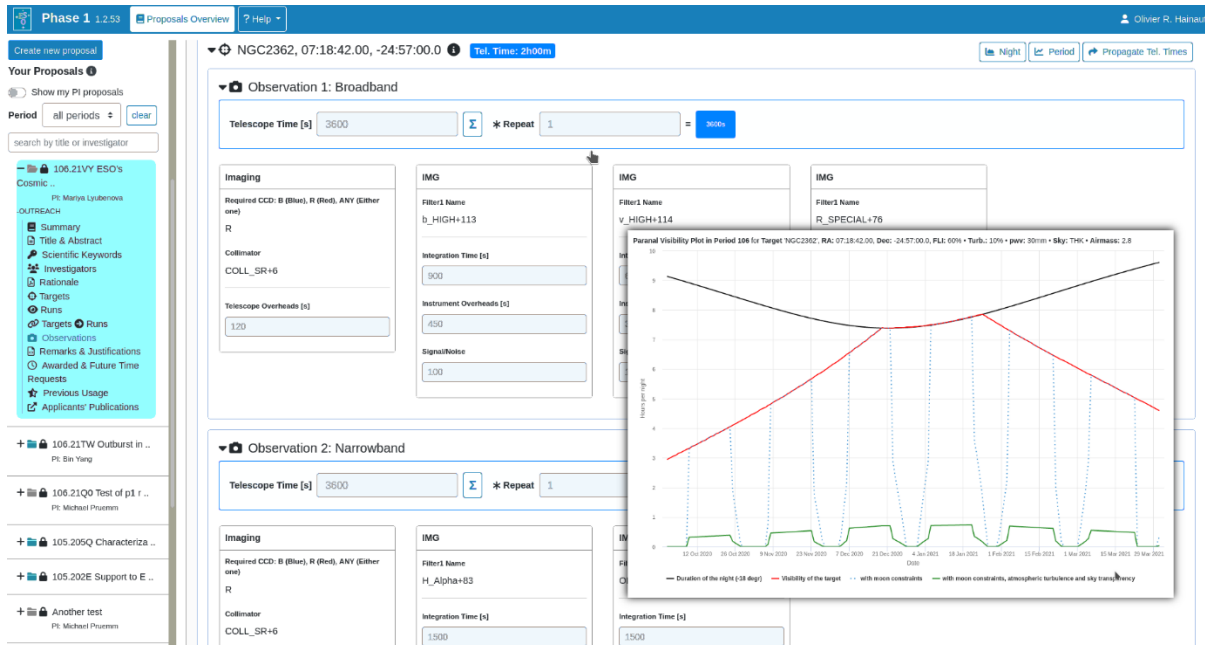 Phase 1 1.2.53 Proposals Overview ? Help Olivier R. Hainaut
Create new proposal
Your Proposals
Show my PI proposals
Period all periods clear
search by title or investigator
106.21VY ESO's
Cosmic ..
PI: Mariya Lyubenova
-OUTREACH
Summary
Title & Abstract
Scientific Keywords
Investigators
Rationale
Targets
Runs
Targets Runs
Observations
Remarks & Justifications
Awarded & Future Time
Requests
Previous Usage
Applicants' Publications
106.21TW Outburst in ..
PI: Bin Yang
106.21Q0 Test of p1 r ..
PI: Michael Pruemm
105.205Q Characteriza ..
105.202E Support to E ..
Another test
PI: Michael Pruemm
NGC2362, 07:18:42.00, -24:57:00.0 Tel. Time: 2h00m Night Period Propagate Tel. Times
Observation 1: Broadband
Telescope Time [s] 3600 Σ * Repeat 1 = 3600s
Imaging
Required CCD: B (Blue), R (Red), ANY (Either
one)
R
Collimator
COLL_SR+6
Telescope Overheads [s]
120
IMG
Filter1 Name
b_HIGH+113
Integration Time [s]
900
Instrument Overheads [s]
450
Signal/Noise
100
IMG
Filter1 Name
v_HIGH+114
IMG
Filter1 Name
R_SPECIAL+76
Paranal Visibility Plot in Period 106 for Target 'NGC2362', RA: 07:18:42.00, Dec: -24:57:00.0, FLI: 60% • Turb.: 10% • pwv: 30mm • Sky: THK • Airmass: 2.8
10
9
8
7
6
5
4
3
2
1
0
Hours per night
12 Oct 2020 26 Oct 2020 9 Nov 2020 23 Nov 2020 7 Dec 2020 21 Dec 2020 4 Jan 2021 18 Jan 2021 1 Feb 2021 15 Feb 2021 1 Mar 2021 15 Mar 2021 29 Mar 2021
Date
Duration of the night (-18 degr) Visibility of the target with moon constraints with moon constraints, atmospheric turbulence and sky transparency
Observation 2: Narrowband
Telescope Time [s] 3600 Σ * Repeat 1
Imaging
Required CCD: B (Blue), R (Red), ANY (Either
one)
R
Collimator
COLL_SR+6
IMG
Filter1 Name
H_Alpha+83
Integration Time [s]
1500
Integration Time [s]
1500